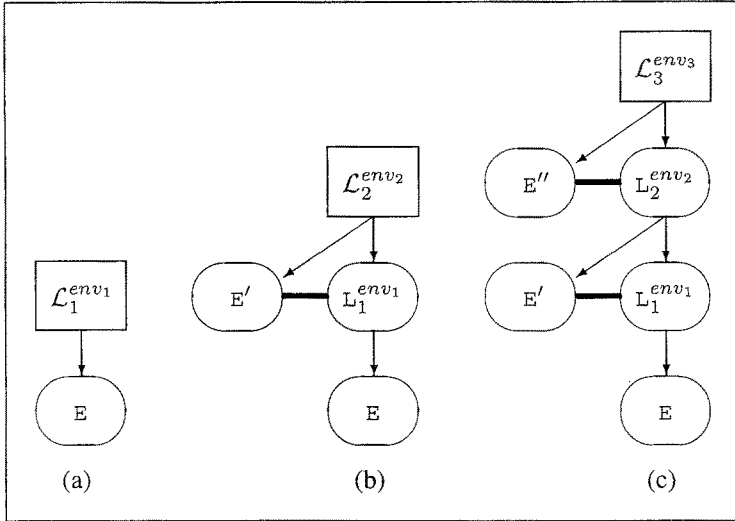 ℒ₃^{env₃}
ℒ₂^{env₂}
E″ L₂^{env₂}
ℒ₁^{env₁}
E′ L₁^{env₁}
E′ L₁^{env₁}
E
E
E
(a) (b) (c)